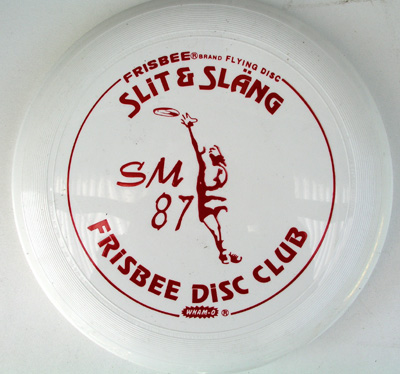 FRISBEE® BRAND FLYING DISC
SLiT & SLÄNG
SM
87
FRISBEE DiSC CLUB
WHAM-O ®